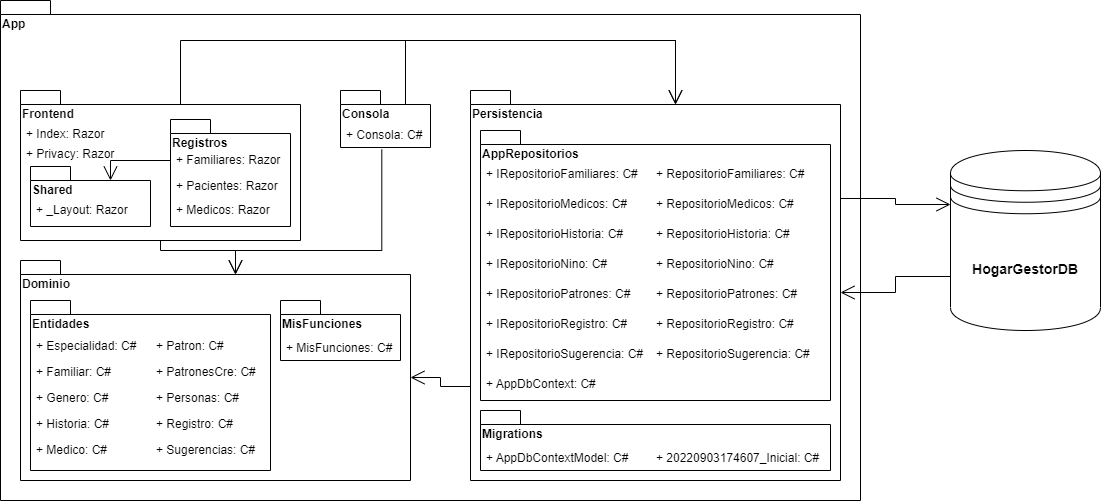 App
Frontend
+ Index: Razor
+ Privacy: Razor
Registros
+ Familiares: Razor
+ Pacientes: Razor
+ Medicos: Razor
Shared
+ _Layout: Razor
Consola
+ Consola: C#
Persistencia
AppRepositorios
+ IRepositorioFamiliares: C#
+ RepositorioFamiliares: C#
+ IRepositorioMedicos: C#
+ RepositorioMedicos: C#
+ IRepositorioHistoria: C#
+ RepositorioHistoria: C#
+ IRepositorioNino: C#
+ RepositorioNino: C#
+ IRepositorioPatrones: C#
+ RepositorioPatrones: C#
+ IRepositorioRegistro: C#
+ RepositorioRegistro: C#
+ IRepositorioSugerencia: C#
+ RepositorioSugerencia: C#
+ AppDbContext: C#
Migrations
+ AppDbContextModel: C#
+ 20220903174607_Inicial: C#
Dominio
Entidades
+ Especialidad: C#
+ Patron: C#
+ Familiar: C#
+ PatronesCre: C#
+ Genero: C#
+ Personas: C#
+ Historia: C#
+ Registro: C#
+ Medico: C#
+ Sugerencias: C#
MisFunciones
+ MisFunciones: C#
HogarGestorDB